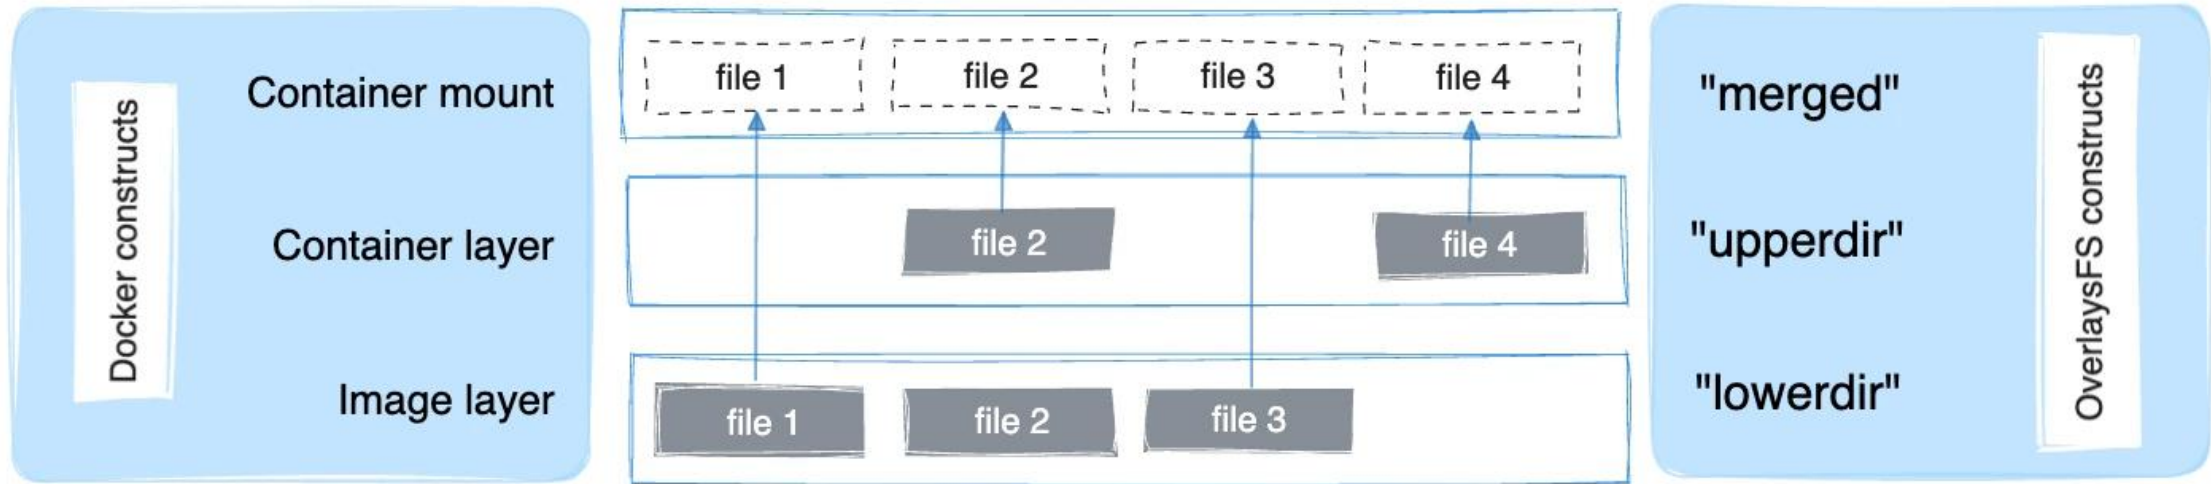 Docker constructs
Container mount
file 1
file 2
file 3
file 4
"merged"
Container layer
file 2
file 4
"upperdir"
Image layer
file 1
file 2
file 3
"lowerdir"
OverlaysFS constructs